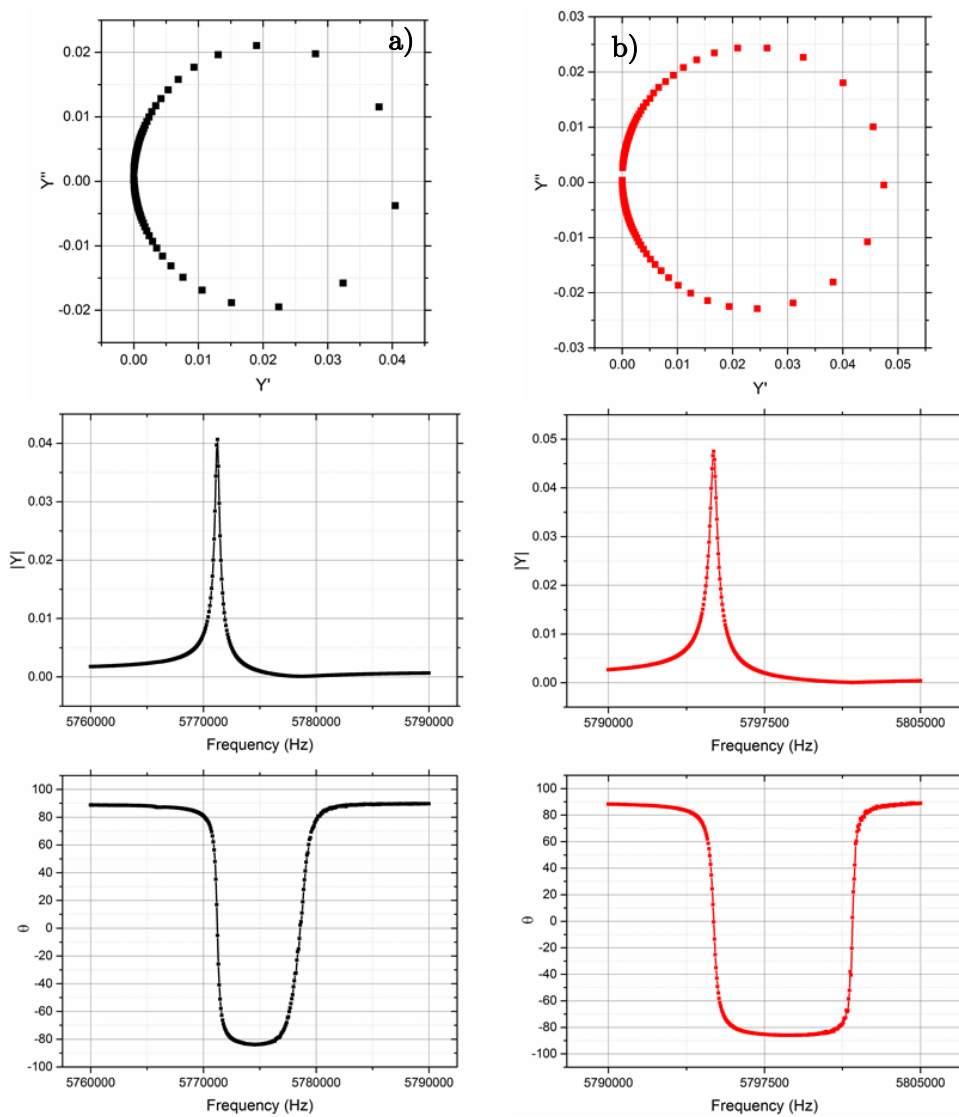 a)
0.02
0.01
0.00
-0.01
-0.02
Y''
0.00 0.01 0.02 0.03 0.04
Y'
b)
0.03
0.02
0.01
0.00
-0.01
-0.02
-0.03
Y''
0.00 0.01 0.02 0.03 0.04 0.05
Y'
0.04
0.03
0.02
0.01
0.00
|Y|
5760000 5770000 5780000 5790000
Frequency (Hz)
0.05
0.04
0.03
0.02
0.01
0.00
|Y|
5790000 5797500 5805000
Frequency (Hz)
100
80
60
40
20
0
-20
-40
-60
-80
-100
θ
5760000 5770000 5780000 5790000
Frequency (Hz)
100
80
60
40
20
0
-20
-40
-60
-80
-100
θ
5790000 5797500 5805000
Frequency (Hz)